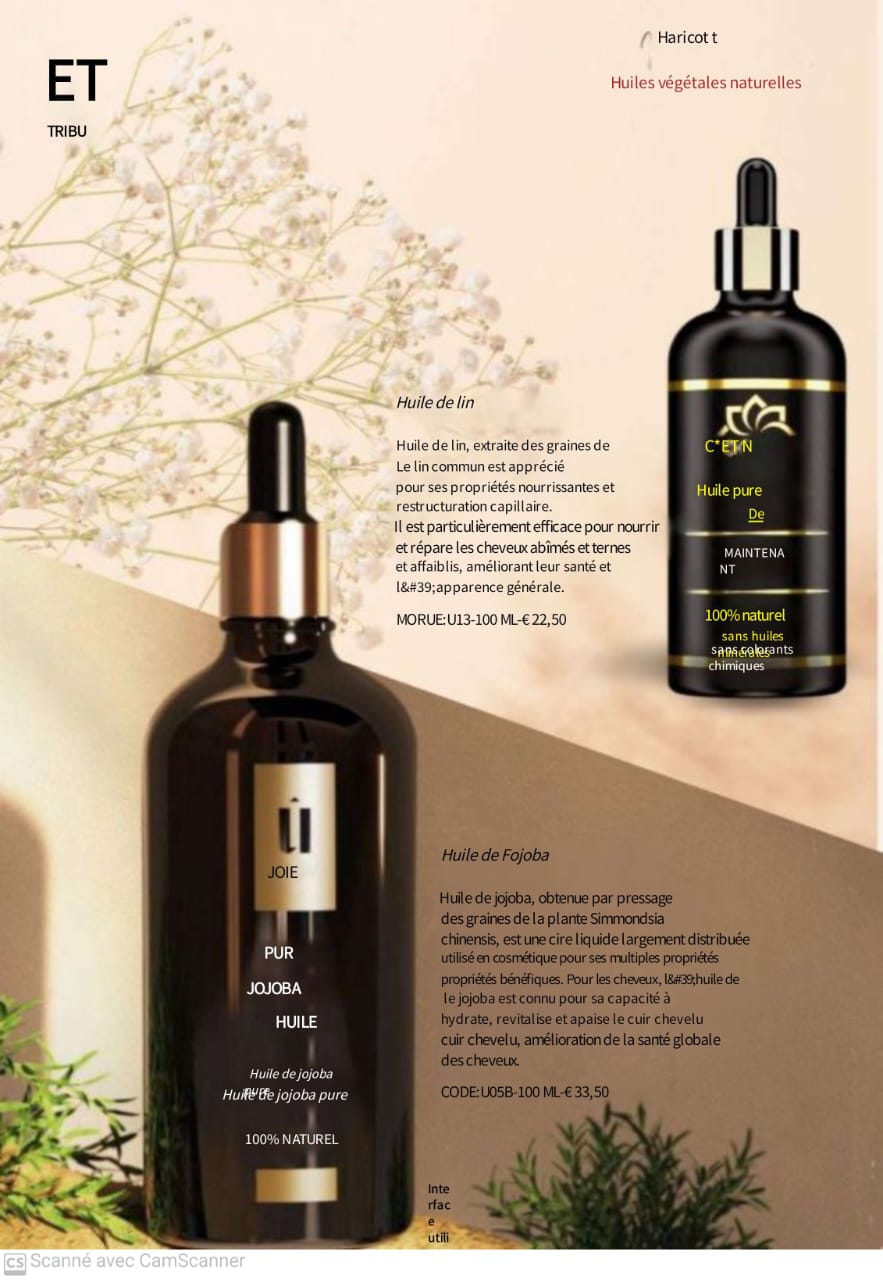 Haricot t
ET
Huiles végétales naturelles
TRIBU
Huile de lin
Huile de lin, extraite des graines de
Le lin commun est apprécié
pour ses propriétés nourrissantes et
restructuration capillaire.
Il est particulièrement efficace pour nourrir
et répare les cheveux abîmés et ternes
et affaiblis, améliorant leur santé et
l&#39;apparence générale.
MORUE:U13-100 ML-€ 22,50
C*ET N
Huile pure
De
MAINTENA
NT
100% naturel
sans huiles
minérales
sans colorants
chimiques
JOIE
PUR
JOJOBA
HUILE
Huile de jojoba
pure
Huile de jojoba pure
100% NATUREL
Huile de Fojoba
Huile de jojoba, obtenue par pressage
des graines de la plante Simmondsia
chinensis, est une cire liquide largement distribuée
utilisé en cosmétique pour ses multiples propriétés
propriétés bénéfiques. Pour les cheveux, l&#39;huile de
le jojoba est connu pour sa capacité à
hydrate, revitalise et apaise le cuir chevelu
cuir chevelu, amélioration de la santé globale
des cheveux.
CODE:U05B-100 ML-€ 33,50
Inte
rfac
e
utili
CS Scanné avec CamScanner